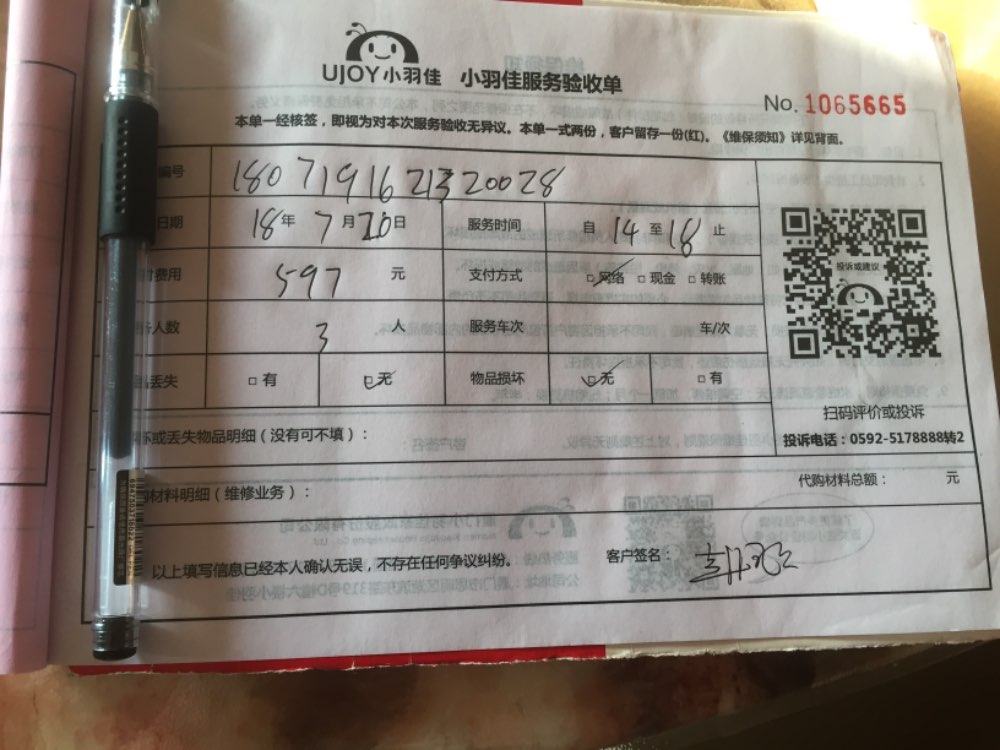 UJOY小羽佳 小羽佳服务验收单
No. 1065665
本单一经核签，即视为对本次服务验收无异议。本单一式两份，客户留存一份(红)。《维保须知》详见背面。
编号 180719162132 0028
日期 18年 7月20日 服务时间 自 14 至 18 止
费用 597 元 支付方式 网络 现金 转账
人数 3 人 服务车次 车/次
丢失 有 无 物品损坏 无 有
投诉或建议
扫码评价或投诉
投诉电话：0592-5178888转2
坏或丢失物品明细（没有可不填）：
材料明细（维修业务）： 代购材料总额： 元
以上填写信息已经本人确认无误，不存在任何争议纠纷。 客户签名：